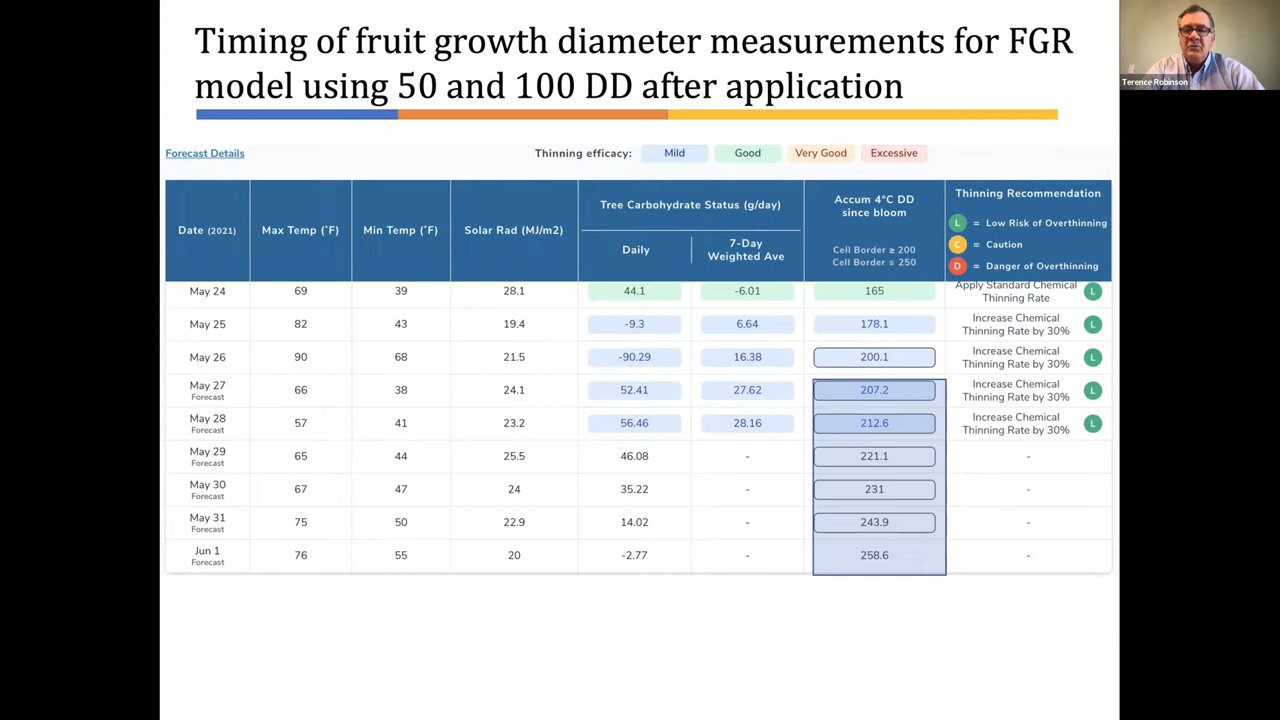 Timing of fruit growth diameter measurements for FGR
model using 50 and 100 DD after application
Terence Robinson
Forecast Details
Thinning efficacy: Mild Good Very Good Excessive
Date (2021) Max Temp (˚F) Min Temp (˚F) Solar Rad (MJ/m2) Tree Carbohydrate Status (g/day) Accum 4°C DD since bloom Thinning Recommendation
Daily 7-Day Weighted Ave Cell Border ≥ 200 Cell Border ≤ 250
L = Low Risk of Overthinning
C = Caution
D = Danger of Overthinning
May 24 69 39 28.1 44.1 -6.01 165 Apply Standard Chemical Thinning Rate L
May 25 82 43 19.4 -9.3 6.64 178.1 Increase Chemical Thinning Rate by 30% L
May 26 90 68 21.5 -90.29 16.38 200.1 Increase Chemical Thinning Rate by 30% L
May 27 Forecast 66 38 24.1 52.41 27.62 207.2 Increase Chemical Thinning Rate by 30% L
May 28 Forecast 57 41 23.2 56.46 28.16 212.6 Increase Chemical Thinning Rate by 30% L
May 29 Forecast 65 44 25.5 46.08 - 221.1 -
May 30 Forecast 67 47 24 35.22 - 231 -
May 31 Forecast 75 50 22.9 14.02 - 243.9 -
Jun 1 Forecast 76 55 20 -2.77 - 258.6 -